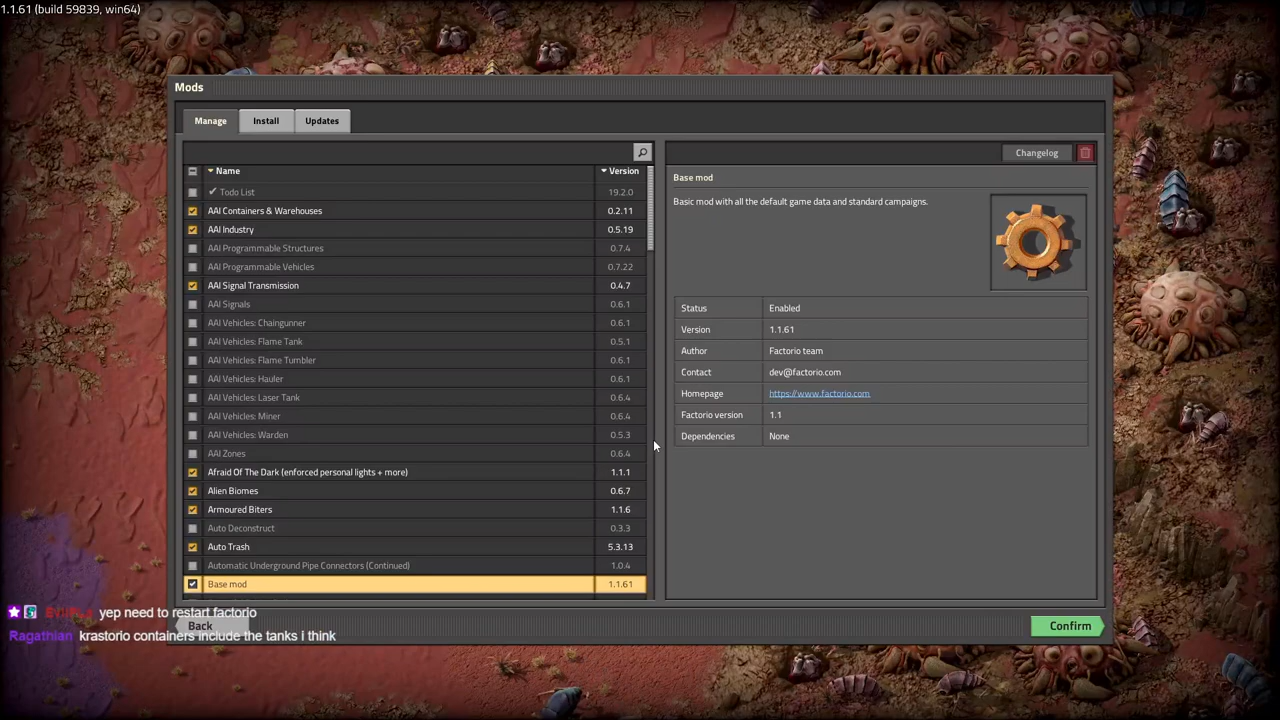 1.1.61 (build 59839, win64)
Mods
Manage Install Updates
Name Version
✔ Todo List 19.2.0
AAI Containers & Warehouses 0.2.11
AAI Industry 0.5.19
AAI Programmable Structures 0.7.4
AAI Programmable Vehicles 0.7.22
AAI Signal Transmission 0.4.7
AAI Signals 0.6.1
AAI Vehicles: Chaingunner 0.6.1
AAI Vehicles: Flame Tank 0.5.1
AAI Vehicles: Flame Tumbler 0.6.1
AAI Vehicles: Hauler 0.6.1
AAI Vehicles: Laser Tank 0.6.4
AAI Vehicles: Miner 0.6.4
AAI Vehicles: Warden 0.5.3
AAI Zones 0.6.4
Afraid Of The Dark (enforced personal lights + more) 1.1.1
Alien Biomes 0.6.7
Armoured Biters 1.1.6
Auto Deconstruct 0.3.3
Auto Trash 5.3.13
Automatic Underground Pipe Connectors (Continued) 1.0.4
Base mod 1.1.61
Changelog
Base mod
Basic mod with all the default game data and standard campaigns.
Status Enabled
Version 1.1.61
Author Factorio team
Contact dev@factorio.com
Homepage https://www.factorio.com
Factorio version 1.1
Dependencies None
yep need to restart factorio
Ragathian krastorio containers include the tanks i think
Back
Confirm